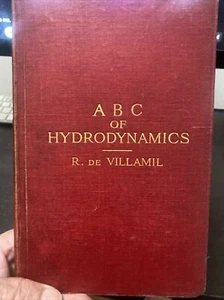 A B C
OF
HYDRODYNAMICS
R. DE VILLAMIL